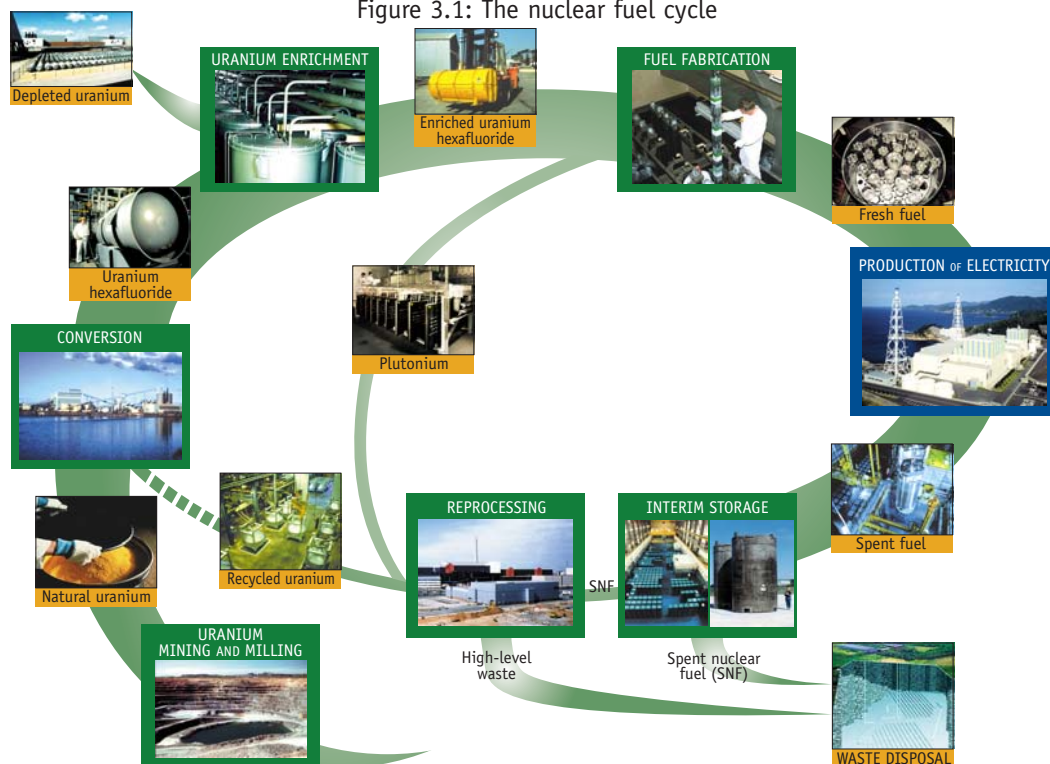 Figure 3.1: The nuclear fuel cycle
Depleted uranium
URANIUM ENRICHMENT
Enriched uranium
hexafluoride
FUEL FABRICATION
Fresh fuel
Uranium
hexafluoride
PRODUCTION OF ELECTRICITY
CONVERSION
Plutonium
Natural uranium
Recycled uranium
REPROCESSING
SNF
INTERIM STORAGE
Spent fuel
URANIUM
MINING AND MILLING
High-level
waste
Spent nuclear
fuel (SNF)
WASTE DISPOSAL